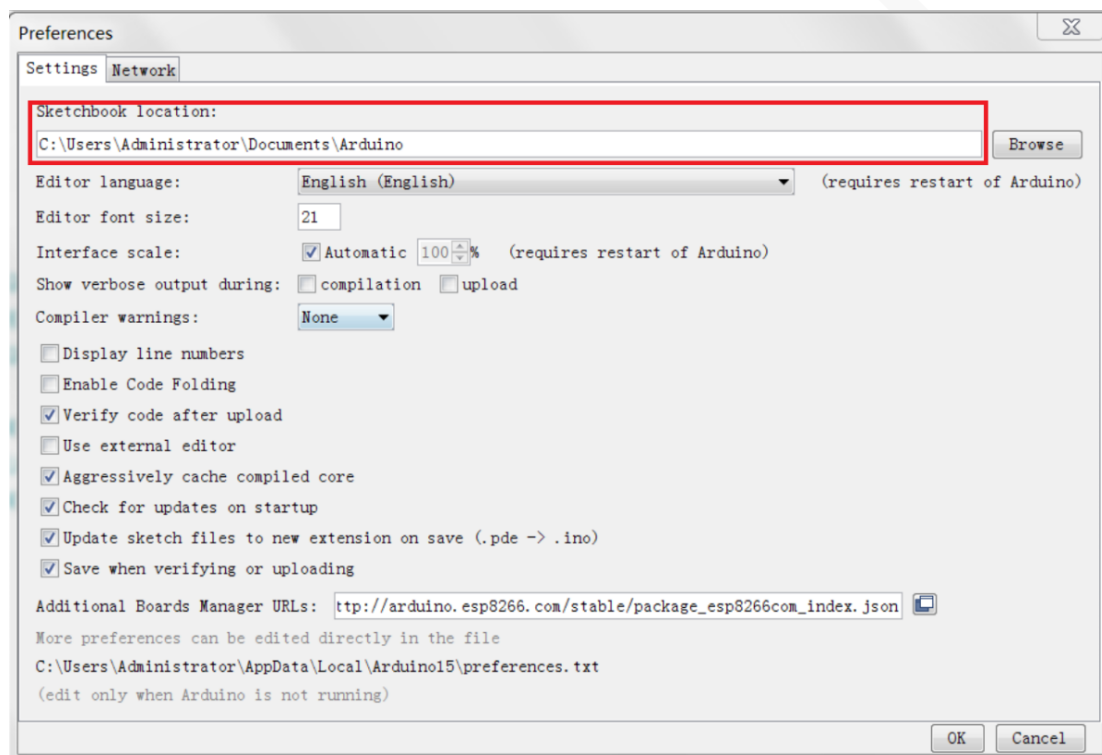 Preferences
Settings Network
Sketchbook location:
C:\Users\Administrator\Documents\Arduino Browse
Editor language: English (English) (requires restart of Arduino)
Editor font size: 21
Interface scale: Automatic 100 % (requires restart of Arduino)
Show verbose output during: compilation upload
Compiler warnings: None
Display line numbers
Enable Code Folding
Verify code after upload
Use external editor
Aggressively cache compiled core
Check for updates on startup
Update sketch files to new extension on save (.pde -> .ino)
Save when verifying or uploading
Additional Boards Manager URLs: ttp://arduino.esp8266.com/stable/package_esp8266com_index.json
More preferences can be edited directly in the file
C:\Users\Administrator\AppData\Local\Arduino15\preferences.txt
(edit only when Arduino is not running)
OK Cancel